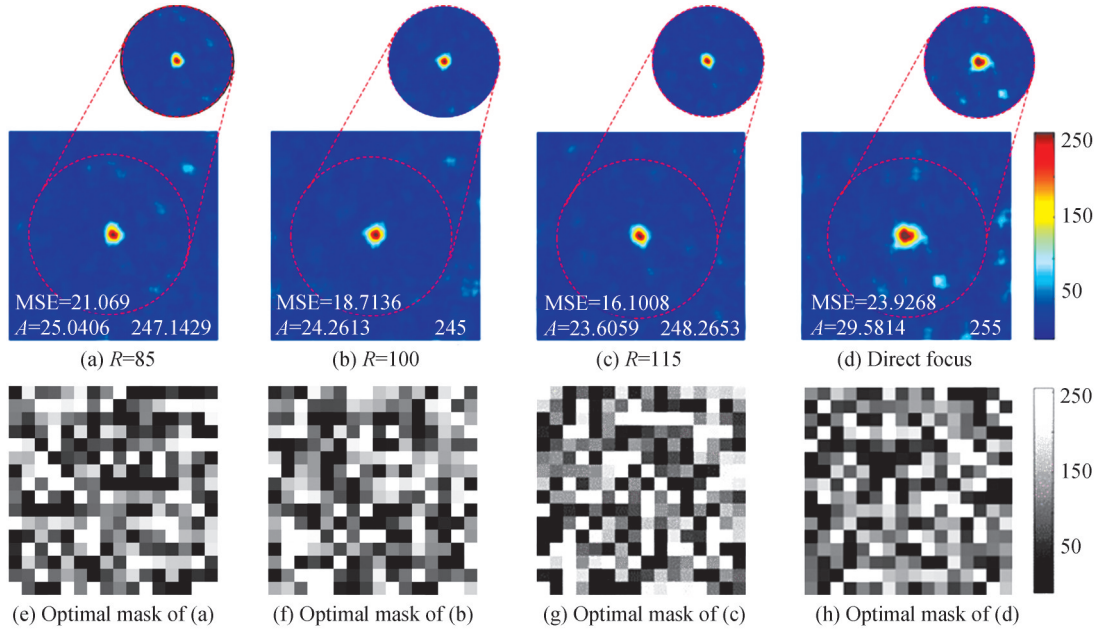 250
150
50
MSE=21.069
A=25.0406 247.1429
MSE=18.7136
A=24.2613 245
MSE=16.1008
A=23.6059 248.2653
MSE=23.9268
A=29.5814 255
(a) R=85
(b) R=100
(c) R=115
(d) Direct focus
250
150
50
(e) Optimal mask of (a)
(f) Optimal mask of (b)
(g) Optimal mask of (c)
(h) Optimal mask of (d)